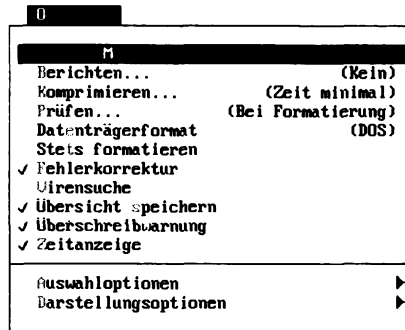 O
M
Berichten... (Kein)
Komprimieren... (Zeit minimal)
Prüfen... (Bei Formatierung)
Datenträgerformat (DOS)
Stets formatieren
✓ Fehlerkorrektur
Virensuche
✓ Übersicht speichern
✓ Überschreibwarnung
✓ Zeitanzeige
Auswahloptionen ▶
Darstellungsoptionen ▶